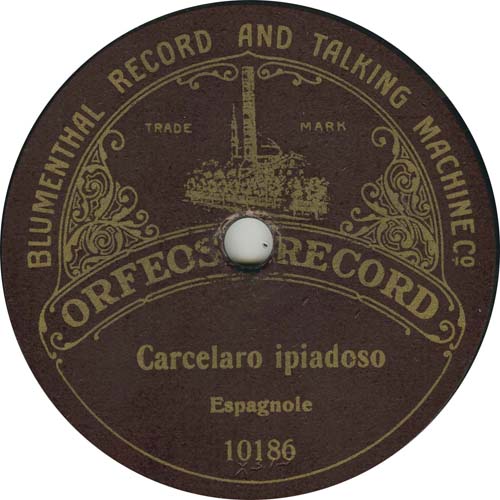 BLUMENTHAL RECORD AND TALKING MACHINE Co
TRADE MARK
ORFEOS RECORD
Carcelaro ipiadoso
Espagnole
10186